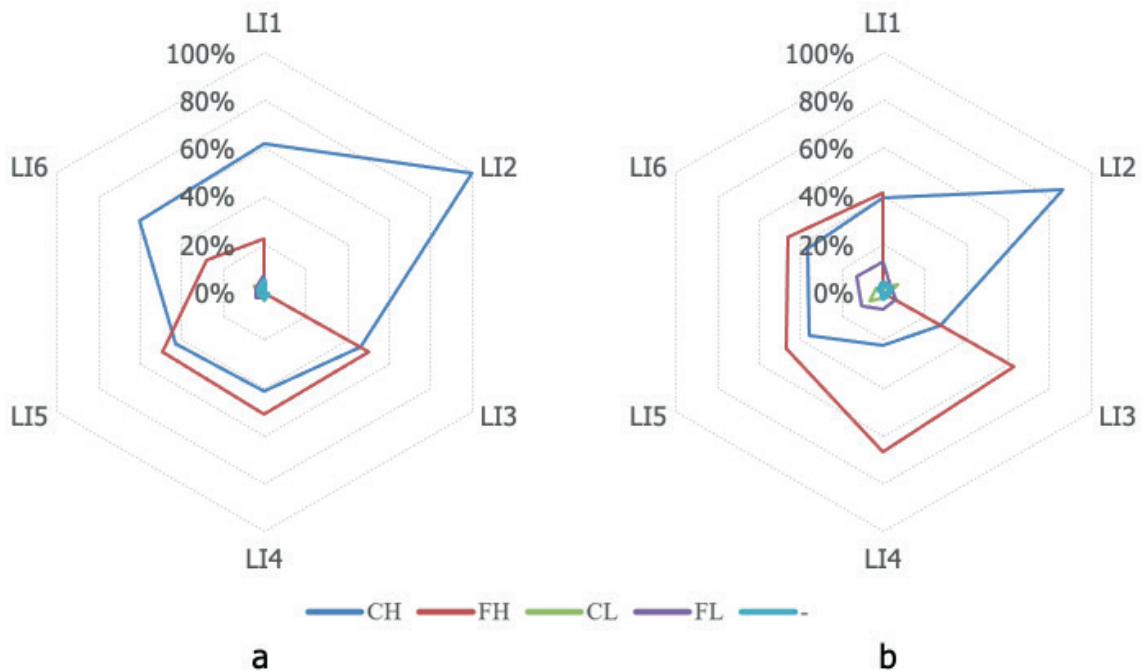 LI1
100%
80%
60%
40%
20%
0%
LI2
LI3
LI4
LI5
LI6
LI1
100%
80%
60%
40%
20%
0%
LI2
LI3
LI4
LI5
LI6
CH FH CL FL -
a b